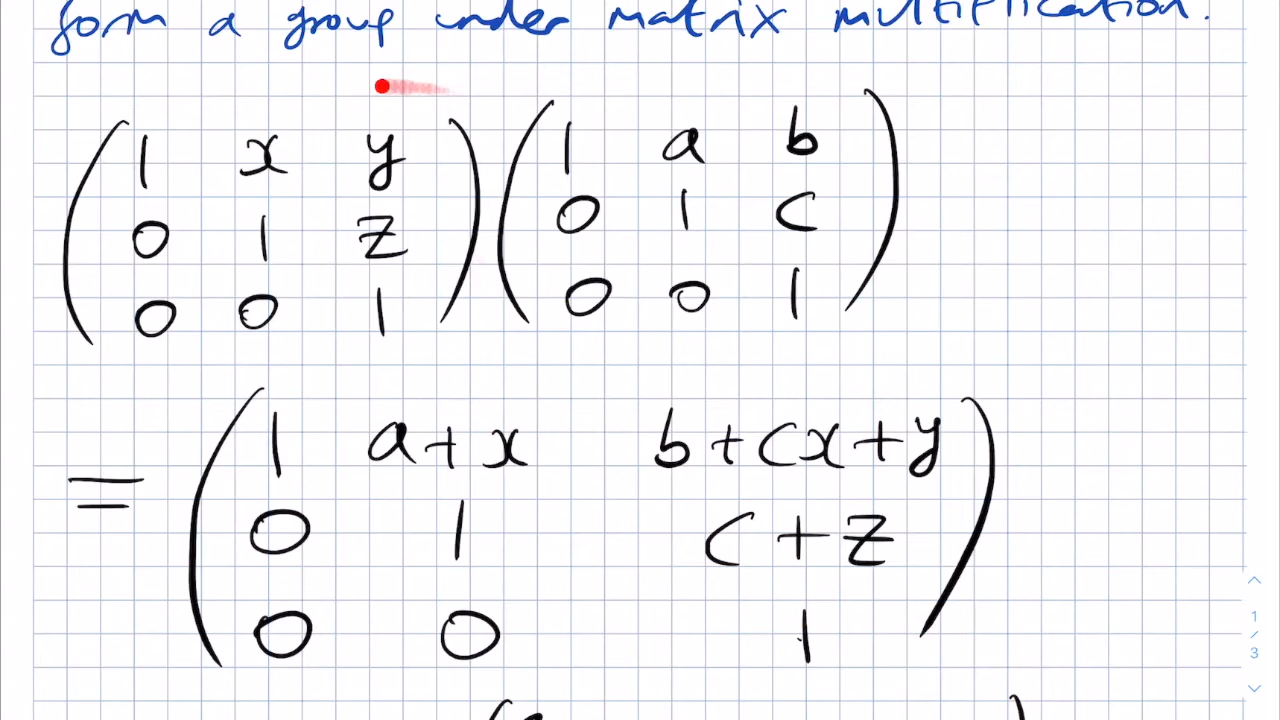 form a group under matrix multiplication.
1 x y 1 a b
0 1 z 0 1 c
0 0 1 0 0 1
= 1 a+x b+cx+y
0 1 c+z
0 0 1
1
/
3